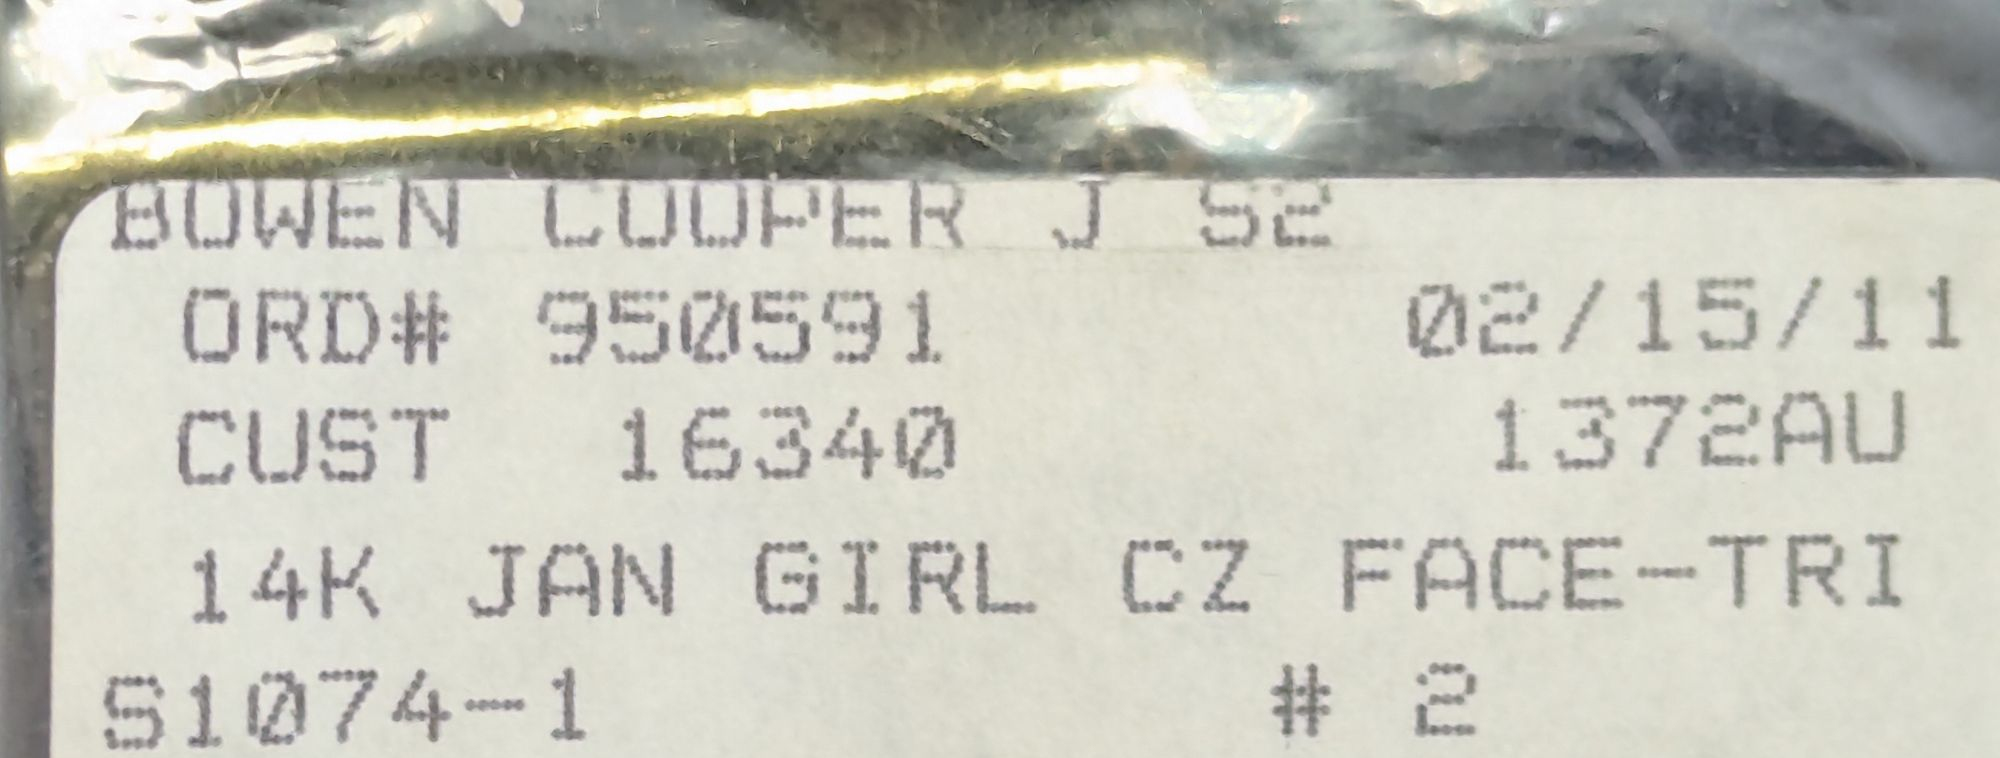 BOWEN COOPER J S2
ORD# 950591 02/15/11
CUST 16340 1372AU
14K JAN GIRL CZ FACE-TRI
S1074-1 # 2